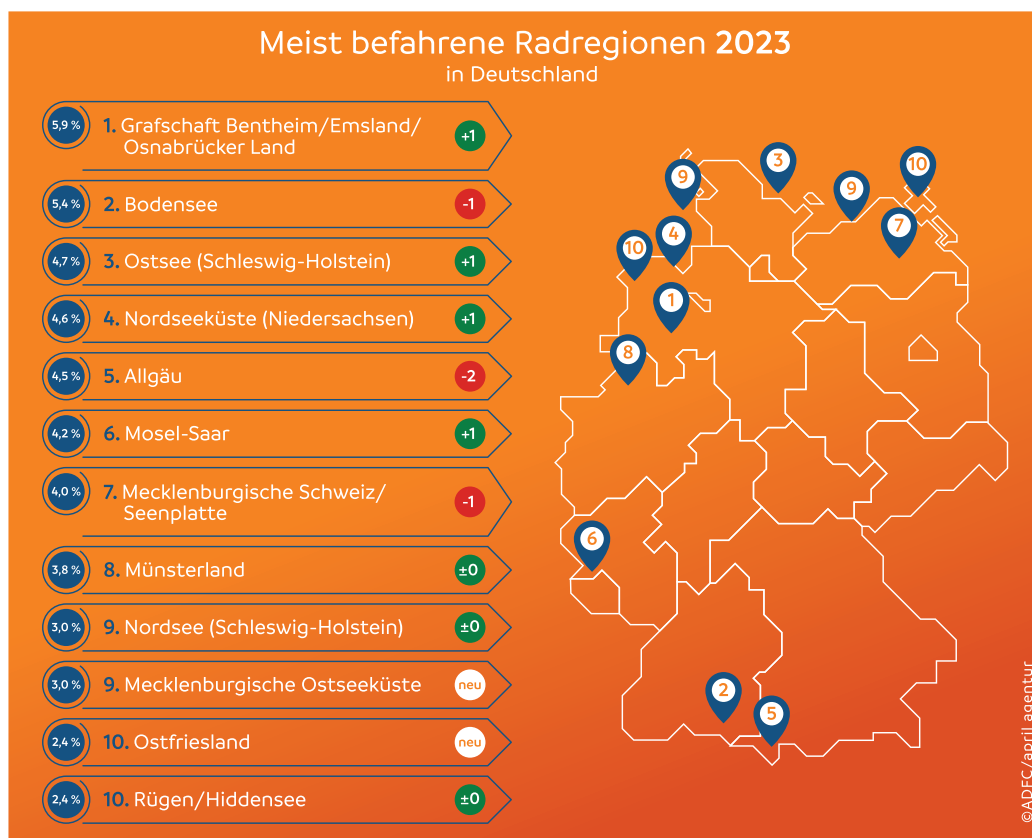 Meist befahrene Radregionen 2023
in Deutschland
5,9 %
1. Grafschaft Bentheim/Emsland/
Osnabrücker Land
+1
5,4 %
2. Bodensee
-1
4,7 %
3. Ostsee (Schleswig-Holstein)
+1
4,6 %
4. Nordseeküste (Niedersachsen)
+1
4,5 %
5. Allgäu
-2
4,2 %
6. Mosel-Saar
+1
4,0 %
7. Mecklenburgische Schweiz/
Seenplatte
-1
3,8 %
8. Münsterland
±0
3,0 %
9. Nordsee (Schleswig-Holstein)
±0
3,0 %
9. Mecklenburgische Ostseeküste
neu
2,4 %
10. Ostfriesland
neu
2,4 %
10. Rügen/Hiddensee
±0
3
10
9
9
7
4
10
1
8
6
2
5
©ADFC/april agentur